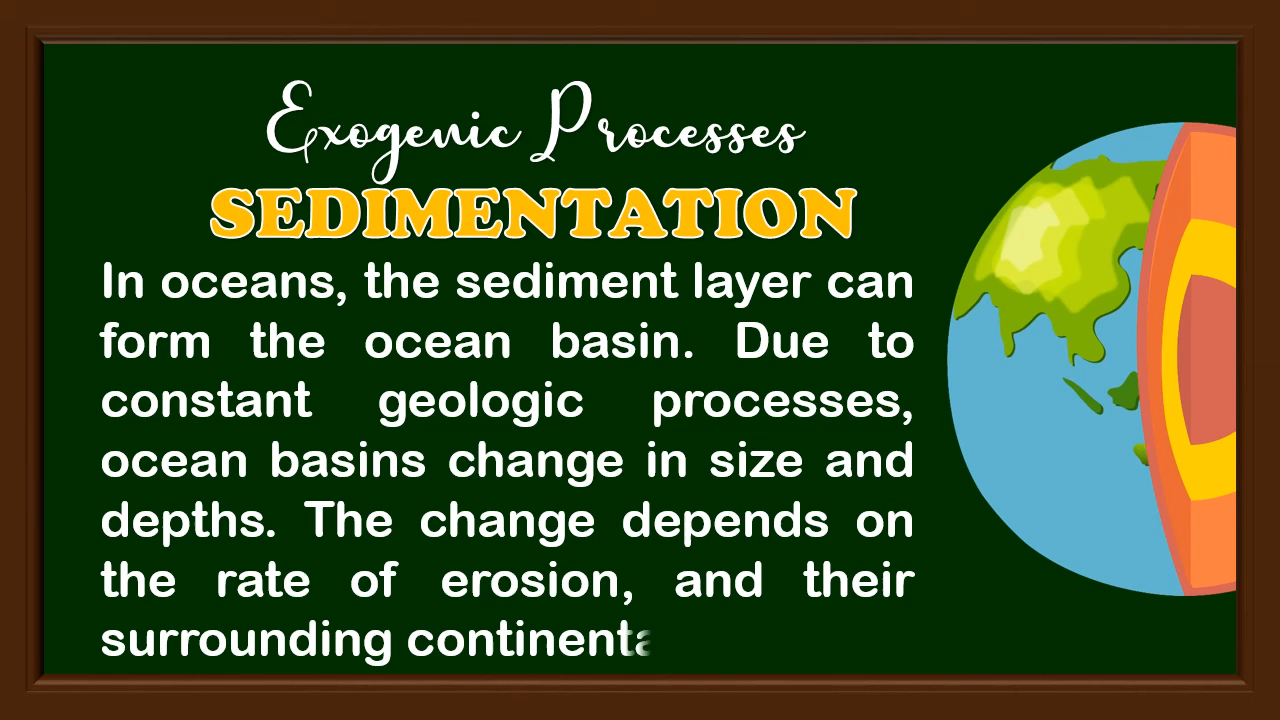 Exogenic Processes
SEDIMENTATION
In oceans, the sediment layer can
form the ocean basin. Due to
constant geologic processes,
ocean basins change in size and
depths. The change depends on
the rate of erosion, and their
surrounding